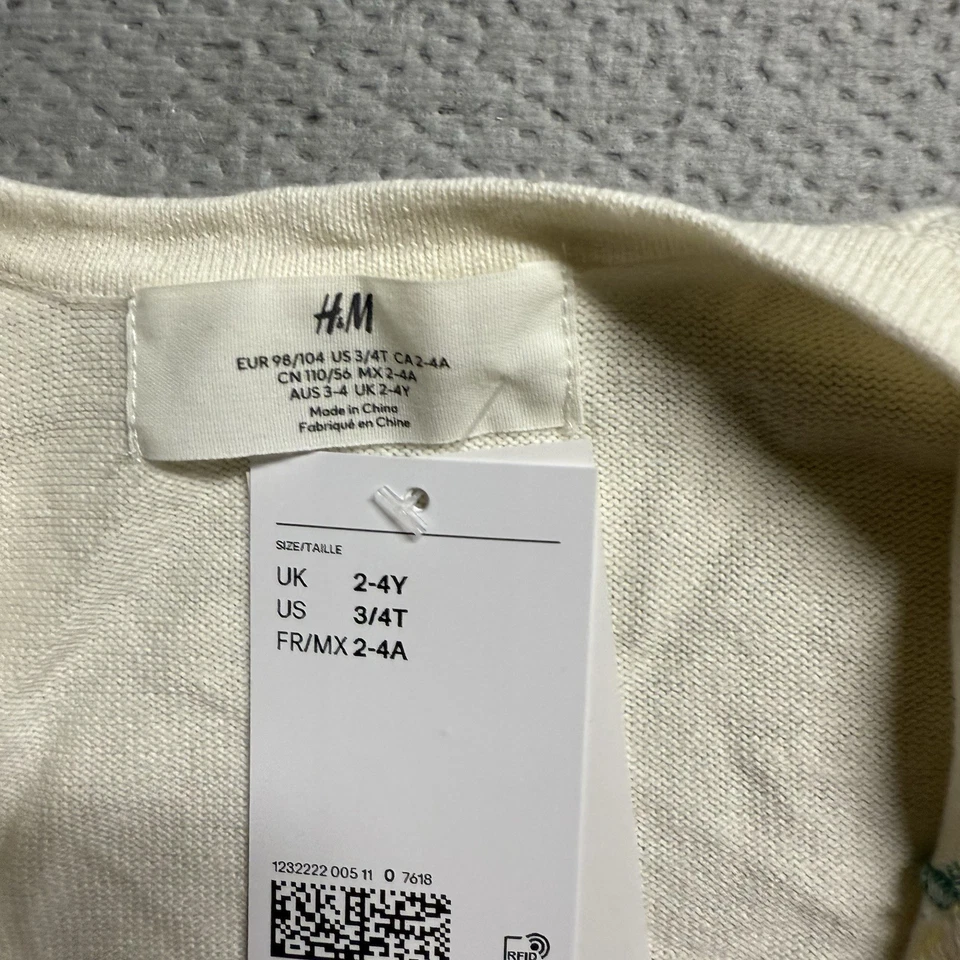 H&M
EUR 98/104 US 3/4T CA 2-4A
CN 110/56 MX 2-4A
AUS 3-4 UK 2-4Y
Made in China
Fabriqué en Chine
SIZE/TAILLE
UK 2-4Y
US 3/4T
FR/MX 2-4A
1232222 005 11 0 7618
RFID